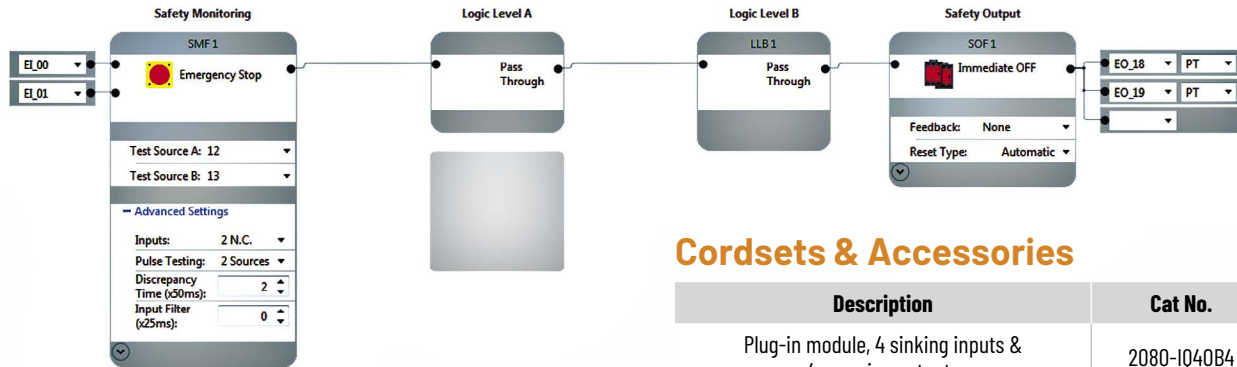 Safety Monitoring
Logic Level A
Logic Level B
Safety Output
SMF 1
LLB 1
SOF 1
EI_00
EI_01
Emergency Stop
Pass
Through
Pass
Through
Immediate OFF
EO_18 PT
EO_19 PT
Feedback: None
Reset Type: Automatic
Test Source A: 12
Test Source B: 13
Advanced Settings
Inputs: 2 N.C.
Pulse Testing: 2 Sources
Discrepancy
Time (x50ms): 2
Input Filter
(x25ms): 0
Cordsets & Accessories
Description Cat No.
Plug-in module, 4 sinking inputs &
2080-IQ4OB4